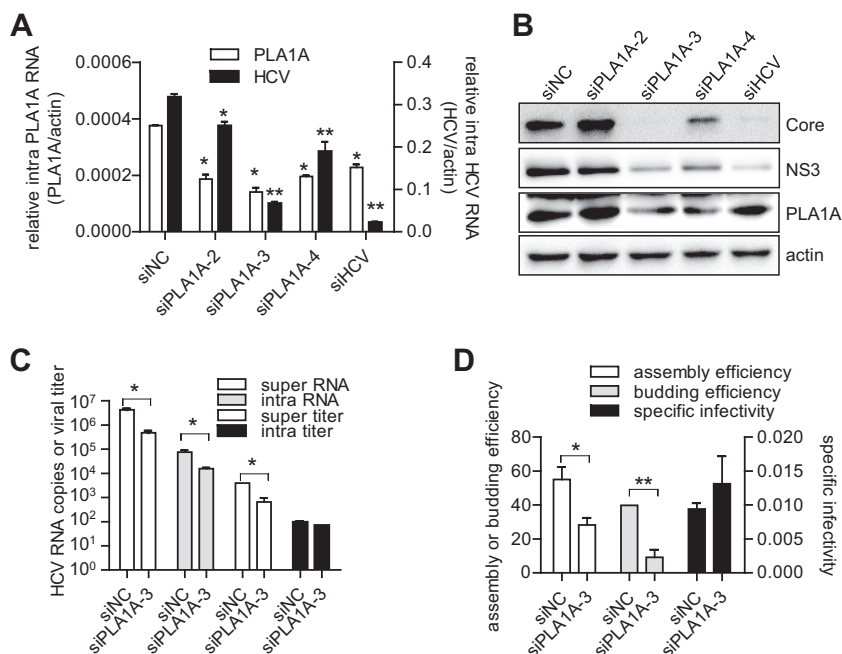 A
PLA1A
HCV
relative intra PLA1A RNA
(PLA1A/actin)
0.0006
0.0004
0.0002
0.0000
* * * ** * ** * **
0.4
0.3
0.2
0.1
0.0
relative intra HCV RNA
(HCV/actin)
siNC
siPLA1A-2
siPLA1A-3
siPLA1A-4
siHCV
B
siNC
siPLA1A-2
siPLA1A-3
siPLA1A-4
siHCV
Core
NS3
PLA1A
actin
C
super RNA
intra RNA
super titer
intra titer
HCV RNA copies or viral titer
10⁷
10⁶
10⁵
10⁴
10³
10²
10¹
10⁰
*
*
*
siNC
siPLA1A-3
siNC
siPLA1A-3
siNC
siPLA1A-3
siNC
siPLA1A-3
D
assembly efficiency
budding efficiency
specific infectivity
assembly or budding efficiency
80
60
40
20
0
*
**
0.020
0.015
0.010
0.005
0.000
specific infectivity
siNC
siPLA1A-3
siNC
siPLA1A-3
siNC
siPLA1A-3